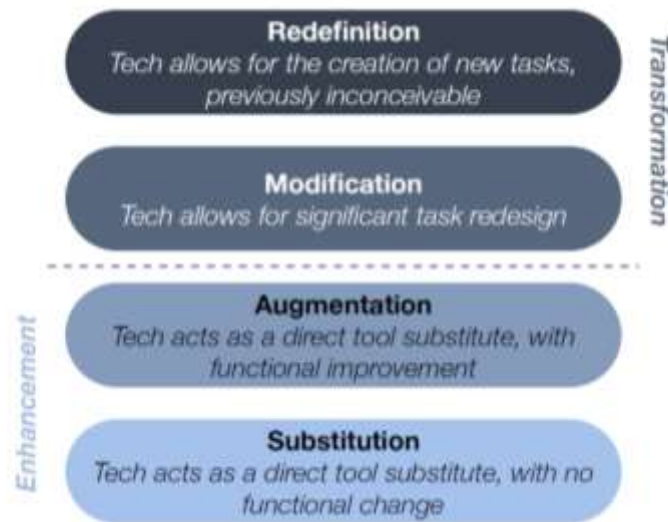 Redefinition
Tech allows for the creation of new tasks,
previously inconceivable
Transformation
Modification
Tech allows for significant task redesign
Augmentation
Tech acts as a direct tool substitute, with
functional improvement
Enhancement
Substitution
Tech acts as a direct tool substitute, with no
functional change